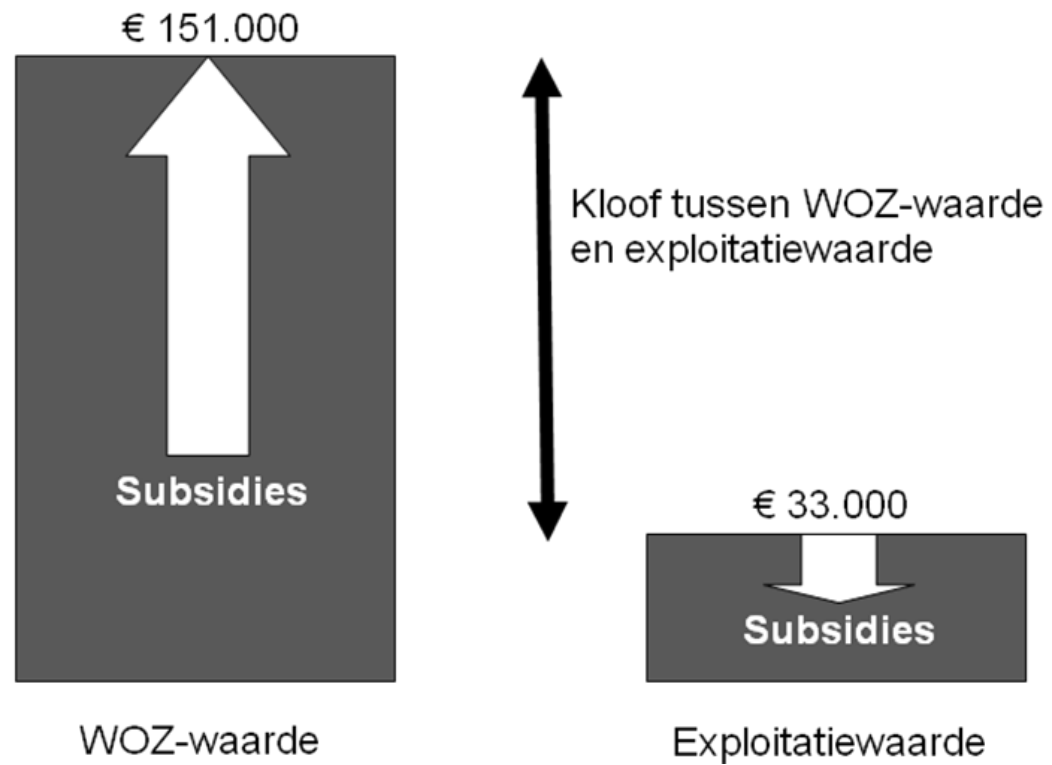 € 151.000
Kloof tussen WOZ-waarde
en exploitatiewaarde
€ 33.000
Subsidies
Subsidies
WOZ-waarde
Exploitatiewaarde